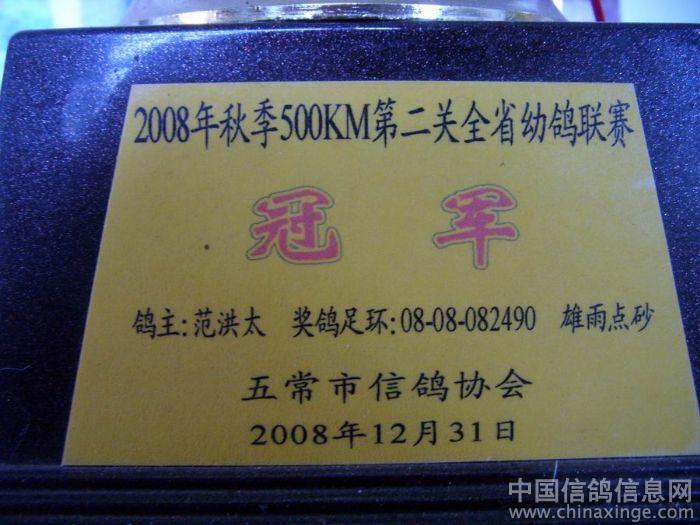 2008年秋季500KM第二关全省幼鸽联赛
冠军
鸽主:范洪太 奖鸽足环:08-08-082490 雄雨点砂
五常市信鸽协会
2008年12月31日
中国信鸽信息网
www.chinaxinge.com